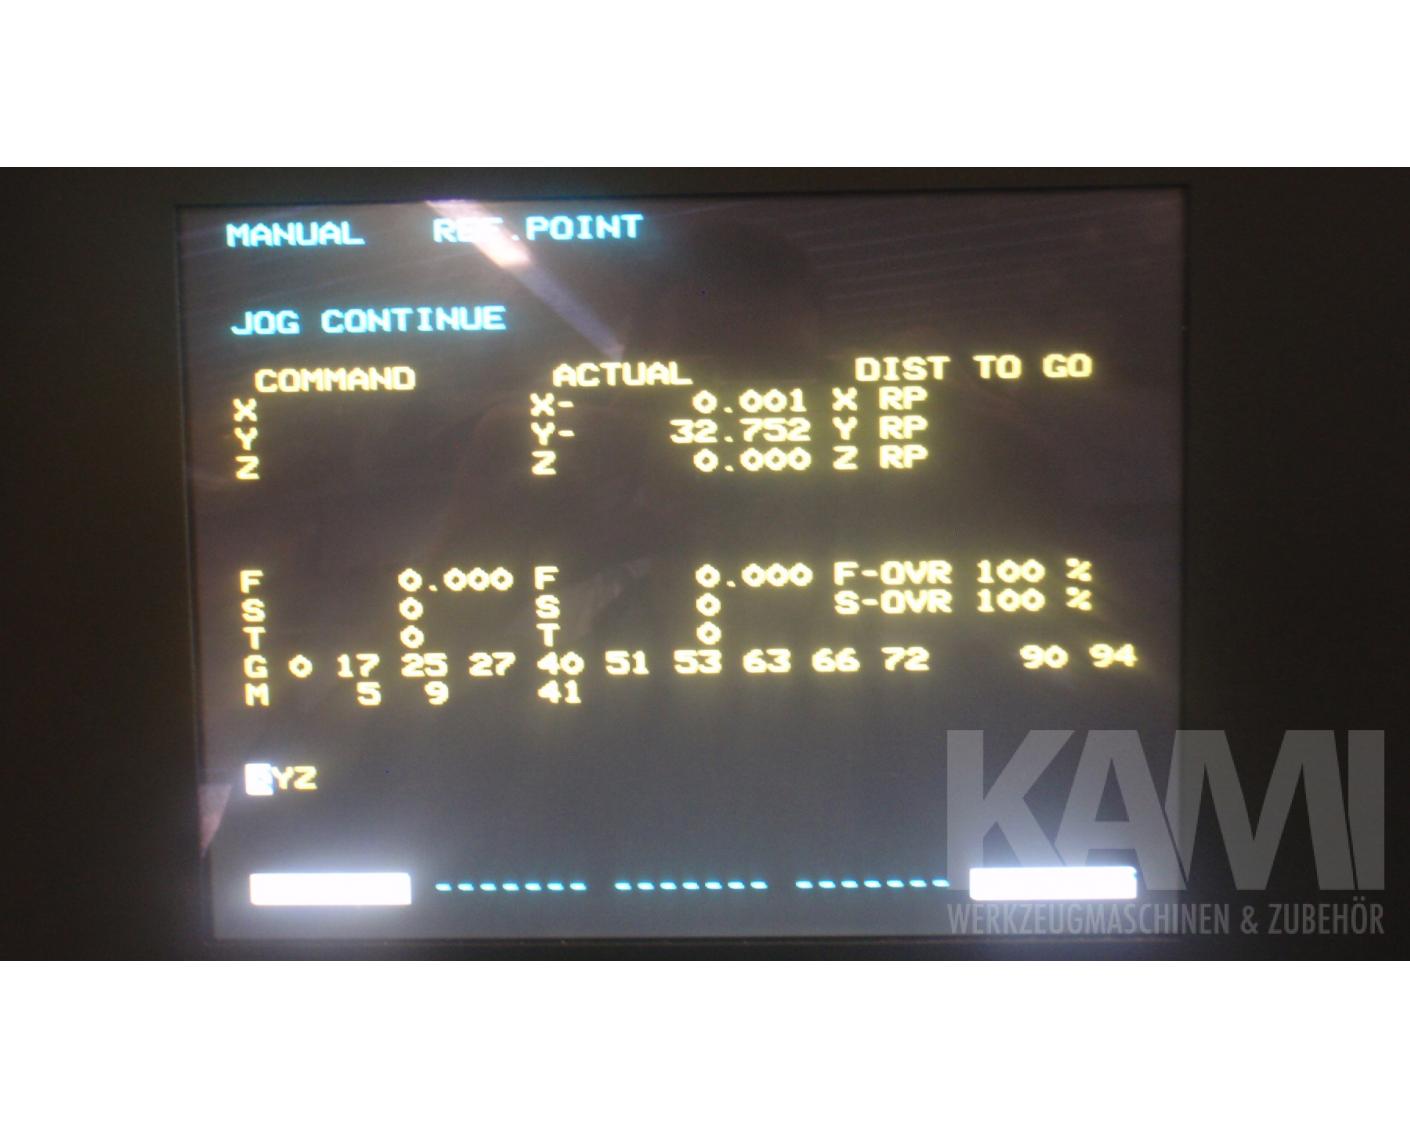 MANUAL REF.POINT
JOG CONTINUE
COMMAND ACTUAL DIST TO GO
X X- 0.001 X RP
Y Y- 32.752 Y RP
Z Z 0.000 Z RP
F 0.000 F 0.000 F-OVR 100 %
S 0 S 0 S-OVR 100 %
T 0 T 0
G 0 17 25 27 40 51 53 63 66 72 90 94
M 5 9 41
YZ
KAMI
WERKZEUGMASCHINEN & ZUBEHÖR